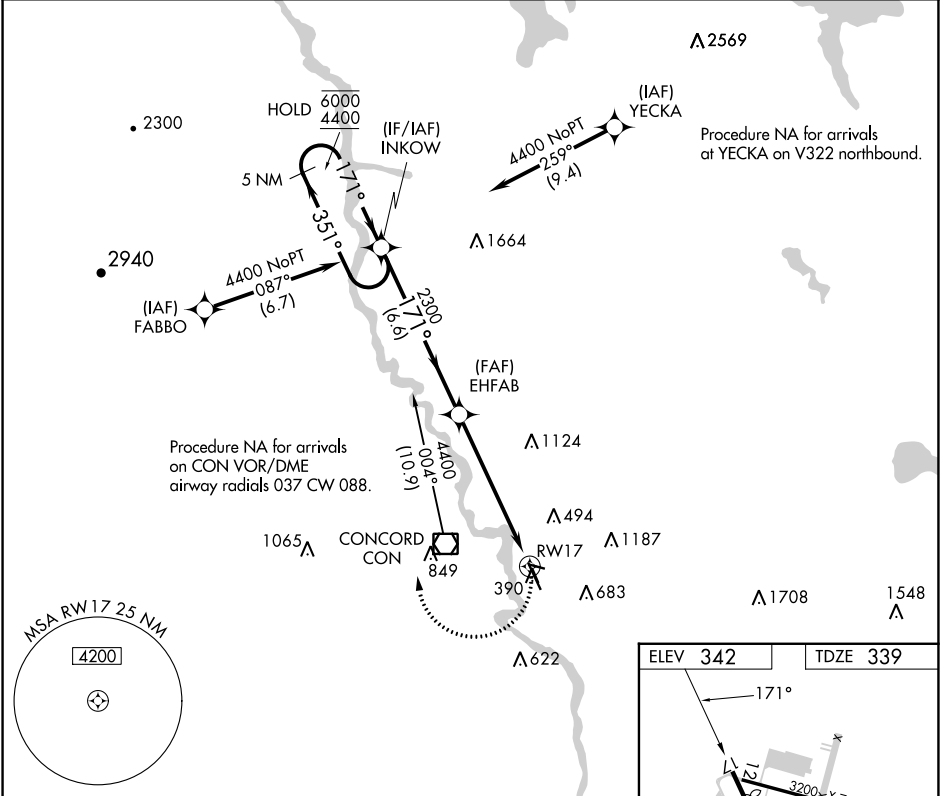 2569
(IAF)
YECKA
HOLD
6000
4400
2300
(IF/IAF)
INKOW
4400 NoPT
259°
(9.4)
Procedure NA for arrivals
at YECKA on V322 northbound.
5 NM
171°
351°
1664
2940
4400 NoPT
087°
(6.7)
(IAF)
FABBO
2300
171°
(6.6)
(FAF)
EHFAB
1124
4400
004°
(10.9)
Procedure NA for arrivals
on CON VOR/DME
airway radials 037 CW 088.
494
1065
CONCORD
CON
849
RW17
1187
390
683
1708
1548
MSA RW17 25 NM
4200
622
ELEV 342
TDZE 339
171°
17
12
3200 X